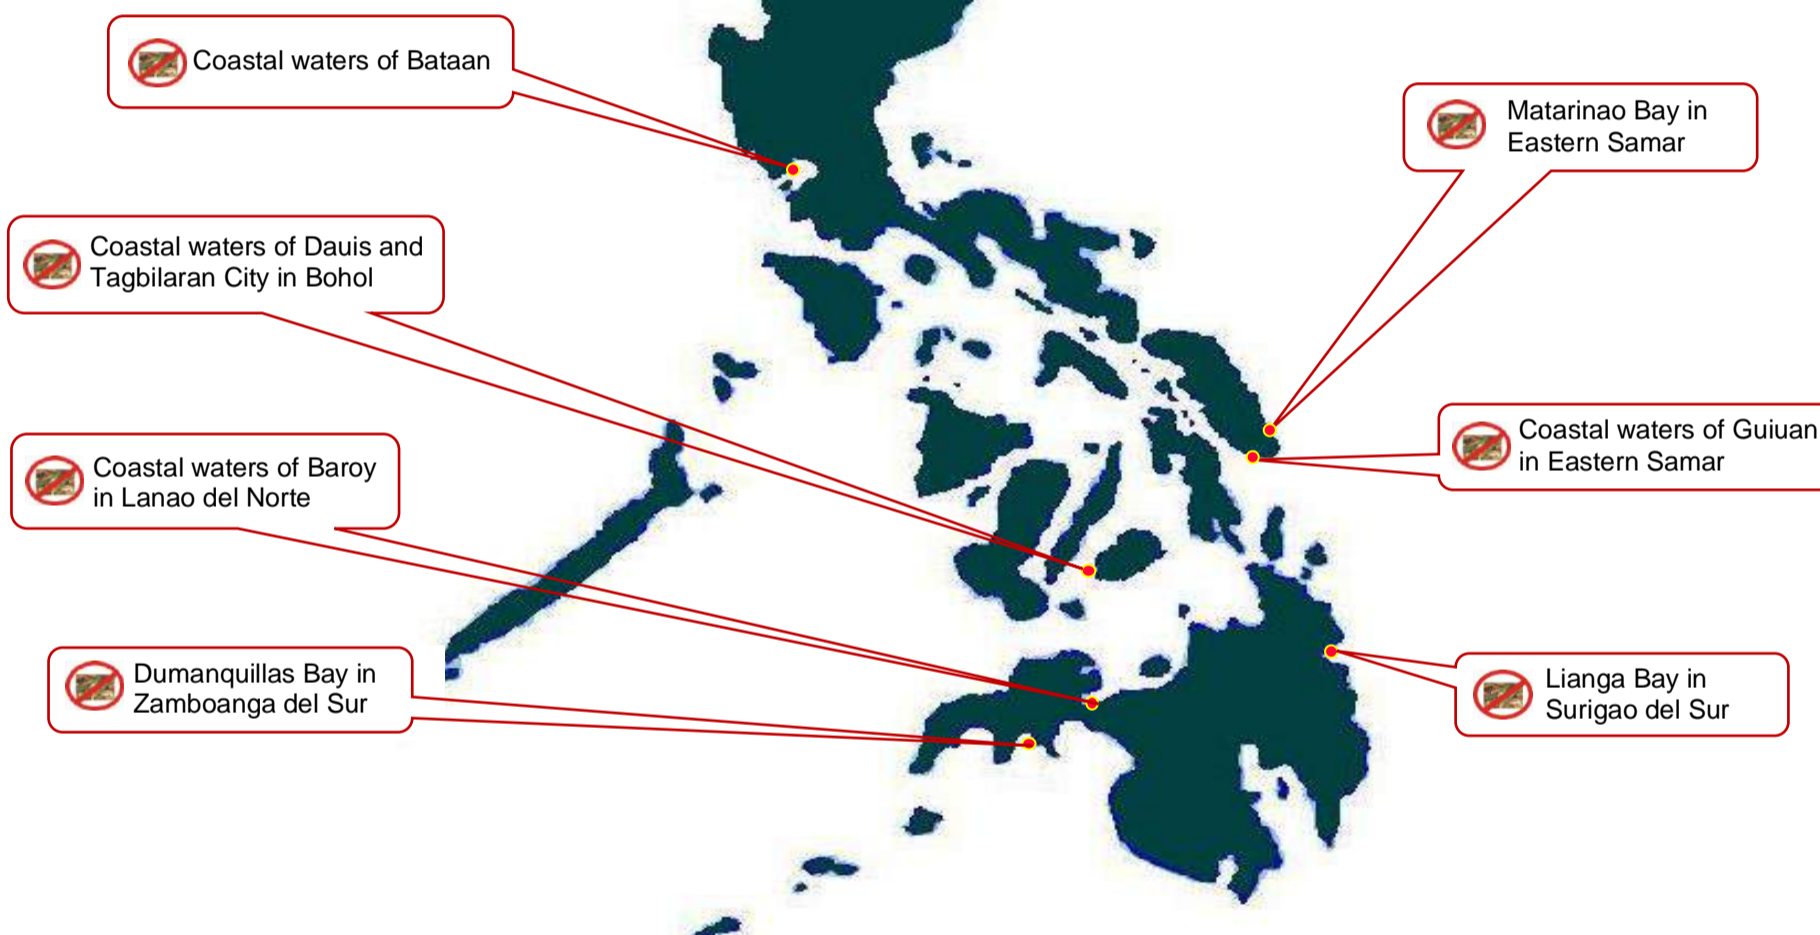 Coastal waters of Bataan
Matarinao Bay in
Eastern Samar
Coastal waters of Dauis and
Tagbilaran City in Bohol
Coastal waters of Guiuan
in Eastern Samar
Coastal waters of Baroy
in Lanao del Norte
Dumanquillas Bay in
Zamboanga del Sur
Lianga Bay in
Surigao del Sur